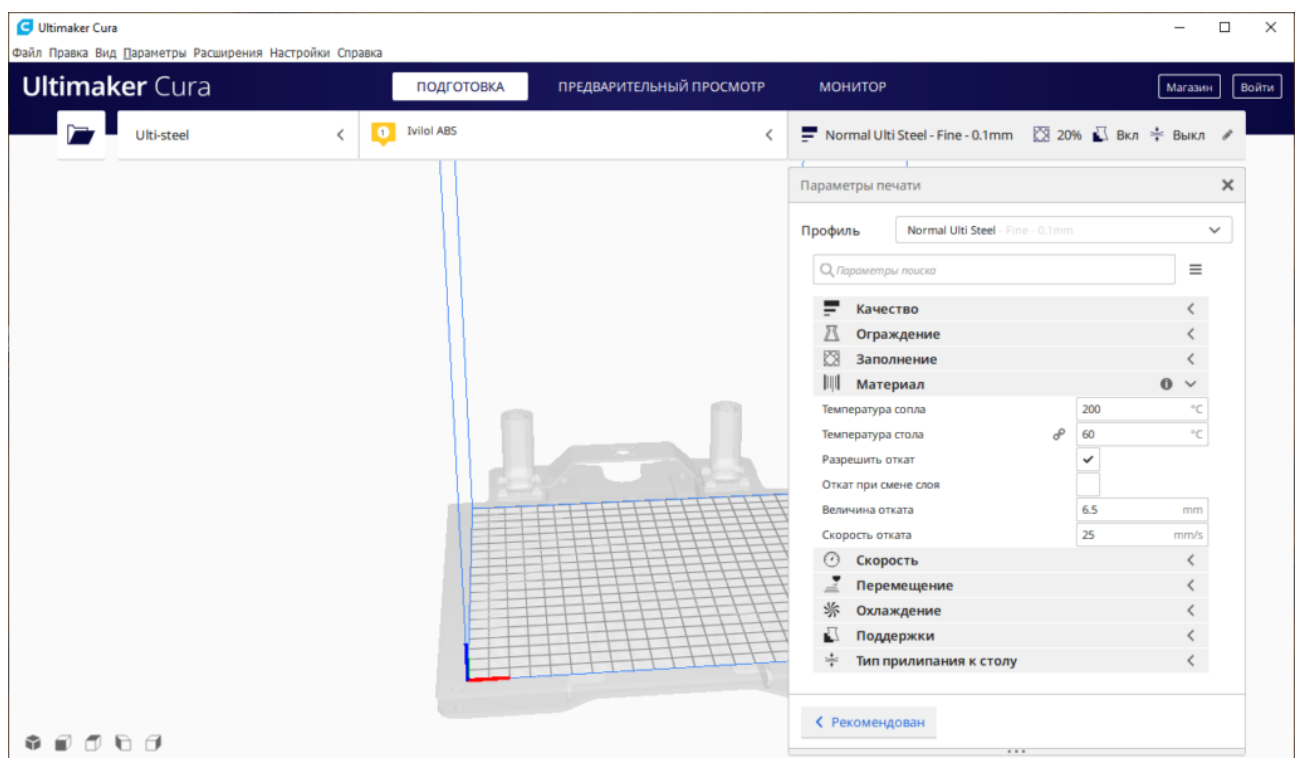 Ultimaker Cura
Файл Правка Вид Параметры Расширения Настройки Справка
Ultimaker Cura ПОДГОТОВКА ПРЕДВАРИТЕЛЬНЫЙ ПРОСМОТР МОНИТОР Магазин Войти
Ulti-steel 1 Ivilol ABS Normal Ulti Steel - Fine - 0.1mm 20% Вкл Выкл
Параметры печати
Профиль Normal Ulti Steel - Fine - 0.1mm
Параметры поиска
Качество
Ограждение
Заполнение
Материал
Температура сопла 200 °C
Температура стола 60 °C
Разрешить откат
Откат при смене слоя
Величина отката 6.5 mm
Скорость отката 25 mm/s
Скорость
Перемещение
Охлаждение
Поддержки
Тип прилипания к столу
Рекомендован